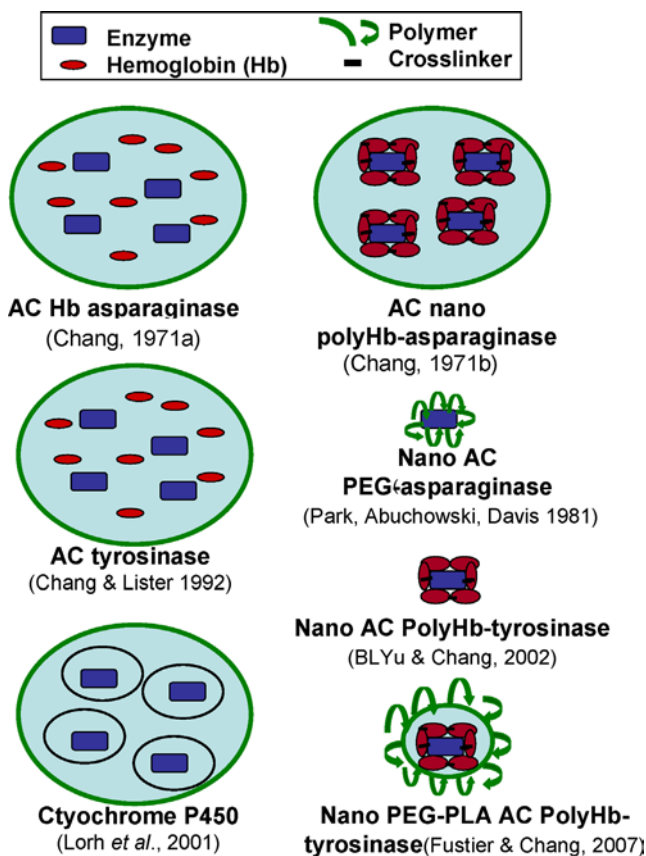 Enzyme
Hemoglobin (Hb)
Polymer
Crosslinker
AC Hb asparaginase
(Chang, 1971a)
AC nano
polyHb-asparaginase
(Chang, 1971b)
AC tyrosinase
(Chang & Lister 1992)
Nano AC
PEG-asparaginase
(Park, Abuchowski, Davis 1981)
Nano AC PolyHb-tyrosinase
(BLYu & Chang, 2002)
Ctyochrome P450
(Lorh et al., 2001)
Nano PEG-PLA AC PolyHb-
tyrosinase(Fustier & Chang, 2007)